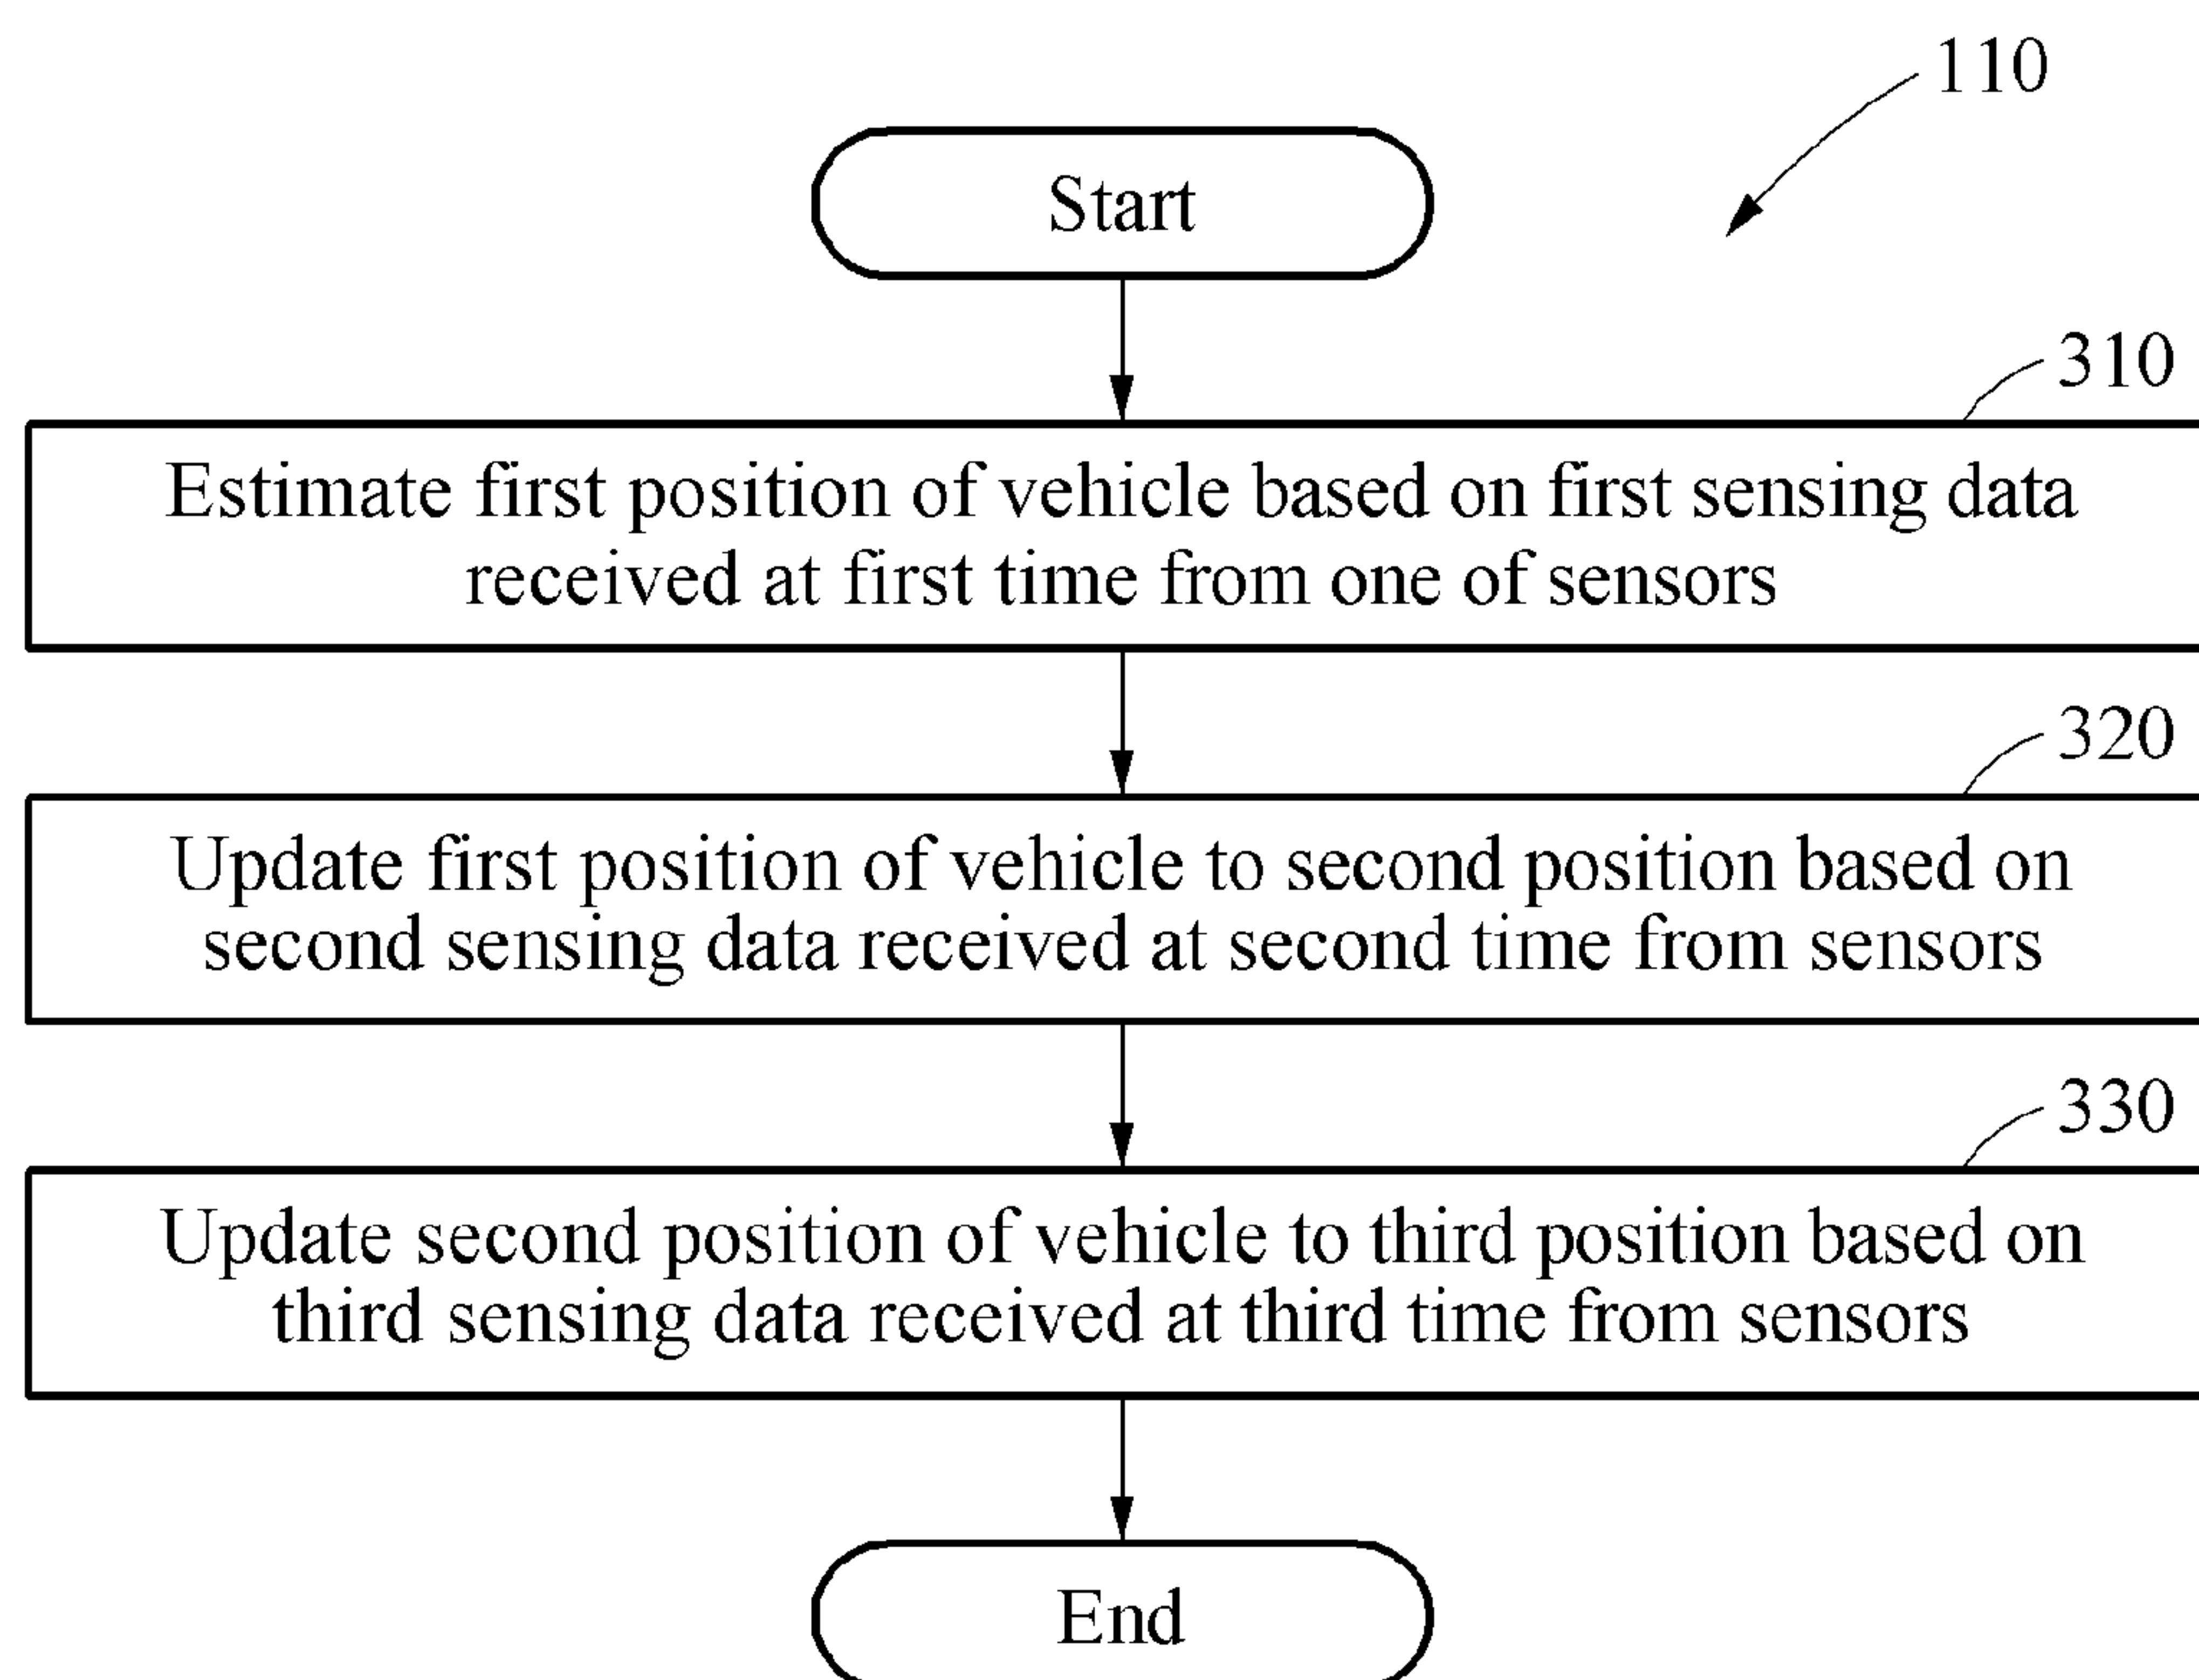 110
Start
310
Estimate first position of vehicle based on first sensing data
received at first time from one of sensors
320
Update first position of vehicle to second position based on
second sensing data received at second time from sensors
330
Update second position of vehicle to third position based on
third sensing data received at third time from sensors
End